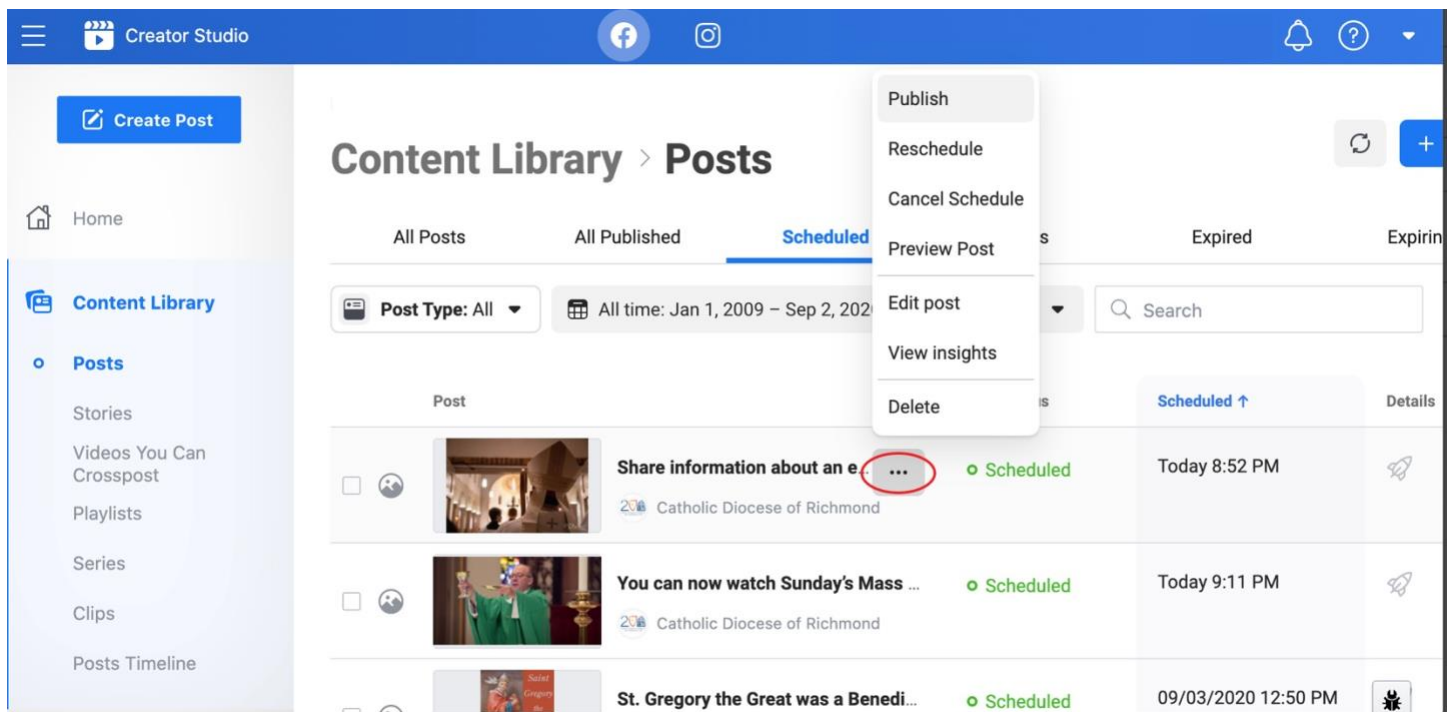 Creator Studio
Create Post
Home
Content Library
Posts
Stories
Videos You Can
Crosspost
Playlists
Series
Clips
Posts Timeline
Content Library > Posts
All Posts
All Published
Scheduled
s
Expired
Expirin
Publish
Reschedule
Cancel Schedule
Preview Post
Edit post
View insights
Delete
Post Type: All
All time: Jan 1, 2009 – Sep 2, 202
Search
Post
us
Scheduled ↑
Details
Share information about an e...
Catholic Diocese of Richmond
Scheduled
Today 8:52 PM
You can now watch Sunday’s Mass ...
Catholic Diocese of Richmond
Scheduled
Today 9:11 PM
Saint
Gregory
the
St. Gregory the Great was a Benedi...
Scheduled
09/03/2020 12:50 PM